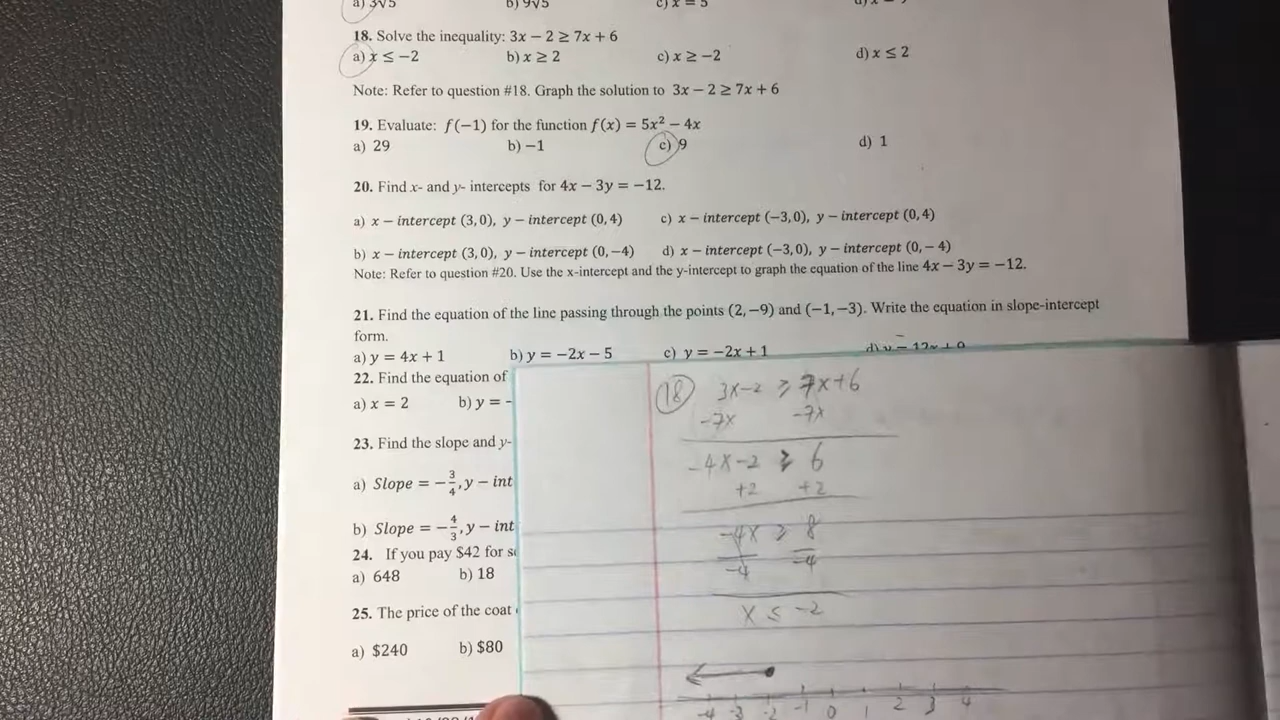 a) 3√5 b) 9√5 c) x = 5
18. Solve the inequality: 3x − 2 ≥ 7x + 6
a) x ≤ −2 b) x ≥ 2 c) x ≥ −2 d) x ≤ 2
Note: Refer to question #18. Graph the solution to 3x − 2 ≥ 7x + 6
19. Evaluate: f(−1) for the function f(x) = 5x² − 4x
a) 29 b) −1 c) 9 d) 1
20. Find x- and y- intercepts for 4x − 3y = −12.
a) x − intercept (3, 0), y − intercept (0, 4) c) x − intercept (−3, 0), y − intercept (0, 4)
b) x − intercept (3, 0), y − intercept (0, −4) d) x − intercept (−3, 0), y − intercept (0, − 4)
Note: Refer to question #20. Use the x-intercept and the y-intercept to graph the equation of the line 4x − 3y = −12.
21. Find the equation of the line passing through the points (2, −9) and (−1, −3). Write the equation in slope-intercept
form.
a) y = 4x + 1 b) y = −2x − 5 c) y = −2x + 1
22. Find the equation of
a) x = 2 b) y = −
23. Find the slope and y-
a) Slope = −3/4, y − int
b) Slope = −4/3, y − int
24. If you pay $42 for
a) 648 b) 18
25. The price of the coat
a) $240 b) $80
18 3x−2 ≥ 7x+6
−7x −7x
−4x−2 ≥ 6
+2 +2
−4x ≥ 8
−4 −4
x ≤ −2
−4 −3 −2 −1 0 1 2 3 4